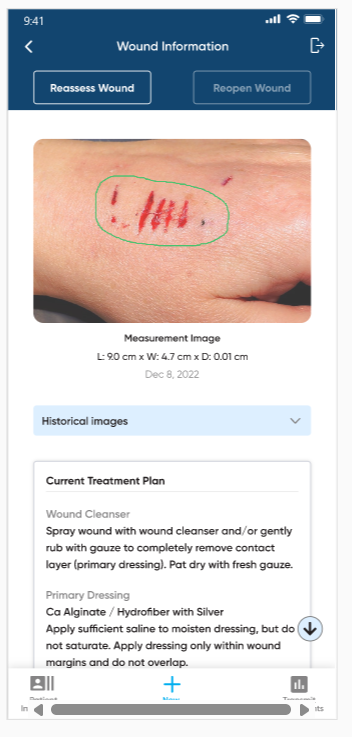 9:41
Wound Information
Reassess Wound
Reopen Wound
Measurement Image
L: 9.0 cm x W: 4.7 cm x D: 0.01 cm
Dec 8, 2022
Historical images
Current Treatment Plan
Wound Cleanser
Spray wound with wound cleanser and/or gently
rub with gauze to completely remove contact
layer (primary dressing). Pat dry with fresh gauze.
Primary Dressing
Ca Alginate / Hydrofiber with Silver
Apply sufficient saline to moisten dressing, but do
not saturate. Apply dressing only within wound
margins and do not overlap.